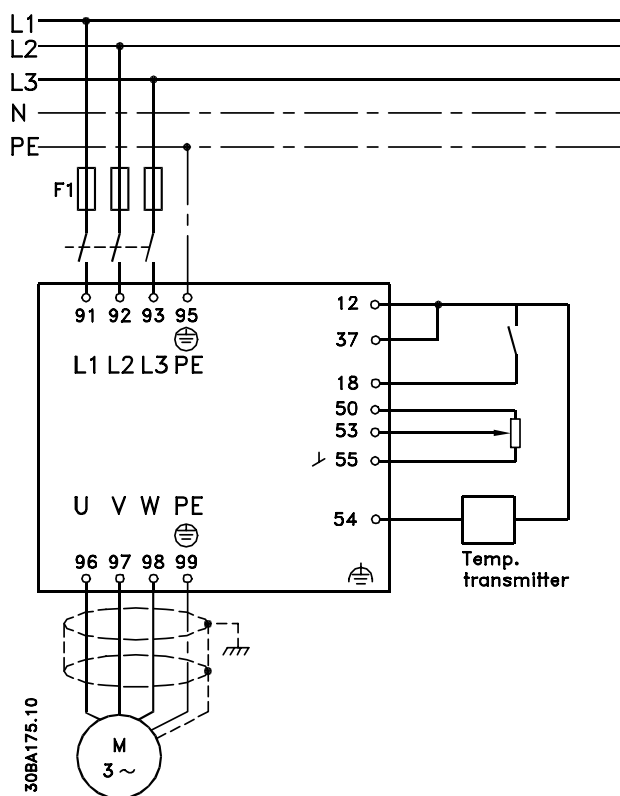 L1
L2
L3
N
PE
F1
91 92 93 95
L1 L2 L3 PE
12
37
18
50
53
55
54
U V W PE
96 97 98 99
Temp.
transmitter
M
3 ~
30BA175.10